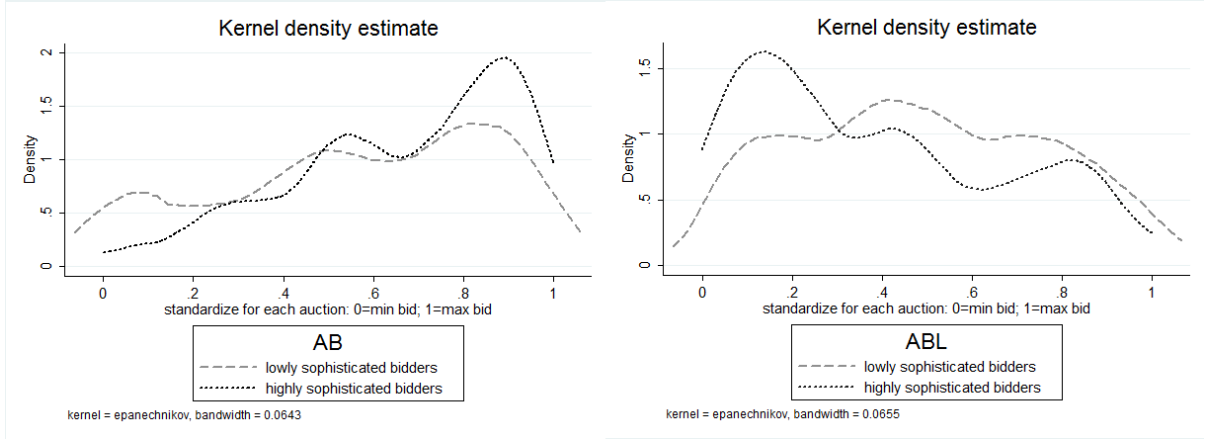 Kernel density estimate
2
1.5
1
.5
0
Density
0 .2 .4 .6 .8 1
standardize for each auction: 0=min bid; 1=max bid
AB
lowly sophisticated bidders
highly sophisticated bidders
kernel = epanechnikov, bandwidth = 0.0643
Kernel density estimate
1.5
1
.5
0
Density
0 .2 .4 .6 .8 1
standardize for each auction: 0=min bid; 1=max bid
ABL
lowly sophisticated bidders
highly sophisticated bidders
kernel = epanechnikov, bandwidth = 0.0655